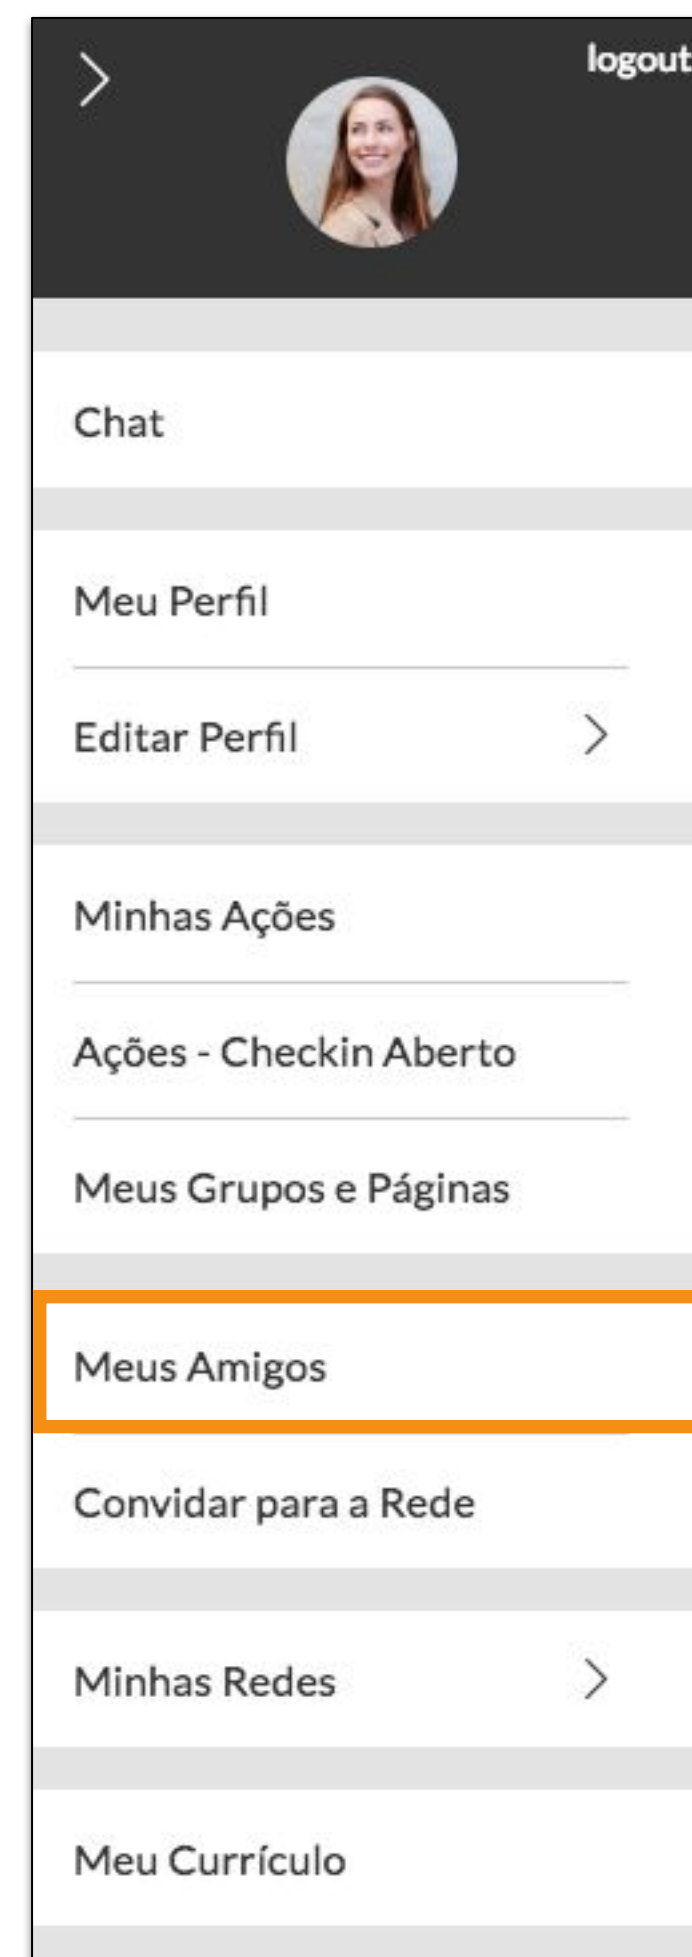 logout
Chat
Meu Perfil
Editar Perfil
Minhas Ações
Ações - Checkin Aberto
Meus Grupos e Páginas
Meus Amigos
Convidar para a Rede
Minhas Redes
Meu Currículo